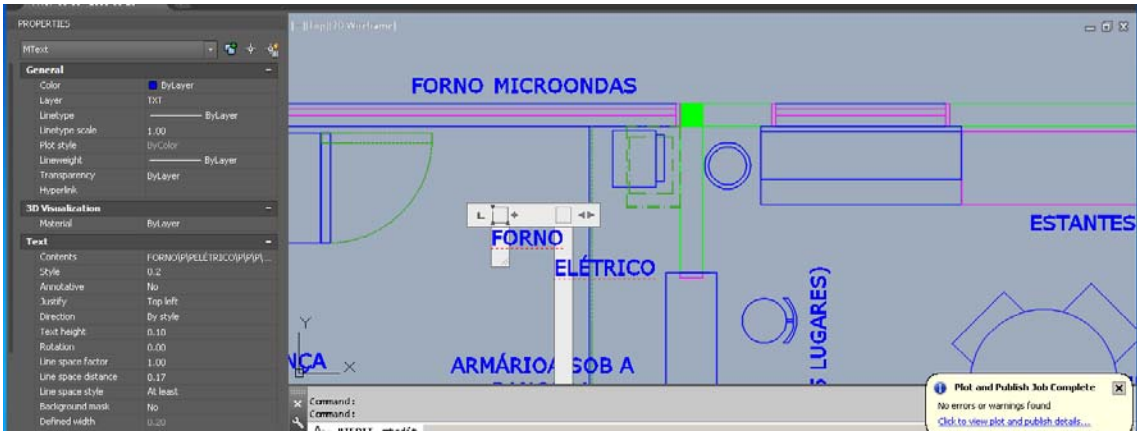 PROPERTIES
MText
General
Color ByLayer
Layer TXT
Linetype ByLayer
Linetype scale 1.00
Plot style ByColor
Lineweight ByLayer
Transparency ByLayer
Hyperlink
3D Visualization
Material ByLayer
Text
Contents FORNO\P\PELÉTRICO\P\P\P\...
Style 0.2
Annotative No
Justify Top left
Direction By style
Text height 0.10
Rotation 0.00
Line space factor 1.00
Line space distance 0.17
Line space style At least
Background mask No
Defined width 0.20
[-][Top][2D Wireframe]
FORNO MICROONDAS
ESTANTES
L
FORNO
ELÉTRICO
LUGARES)
Y
X
NÇA
ARMÁRIO/ SOB A
Command:
Command:
Plot and Publish Job Complete
No errors or warnings found
Click to view plot and publish details...